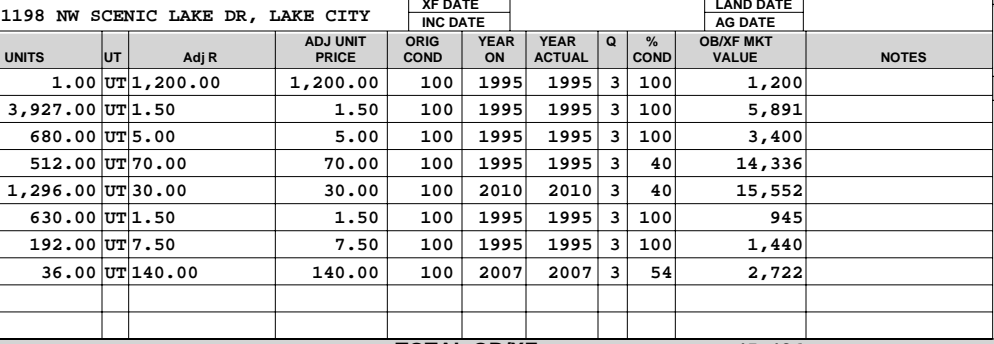 XF DATE LAND DATE
1198 NW SCENIC LAKE DR, LAKE CITY INC DATE AG DATE
UNITS UT Adj R ADJ UNIT PRICE ORIG COND YEAR ON YEAR ACTUAL Q % COND OB/XF MKT VALUE NOTES
1.00 UT 1,200.00 1,200.00 100 1995 1995 3 100 1,200
3,927.00 UT 1.50 1.50 100 1995 1995 3 100 5,891
680.00 UT 5.00 5.00 100 1995 1995 3 100 3,400
512.00 UT 70.00 70.00 100 1995 1995 3 40 14,336
1,296.00 UT 30.00 30.00 100 2010 2010 3 40 15,552
630.00 UT 1.50 1.50 100 1995 1995 3 100 945
192.00 UT 7.50 7.50 100 1995 1995 3 100 1,440
36.00 UT 140.00 140.00 100 2007 2007 3 54 2,722